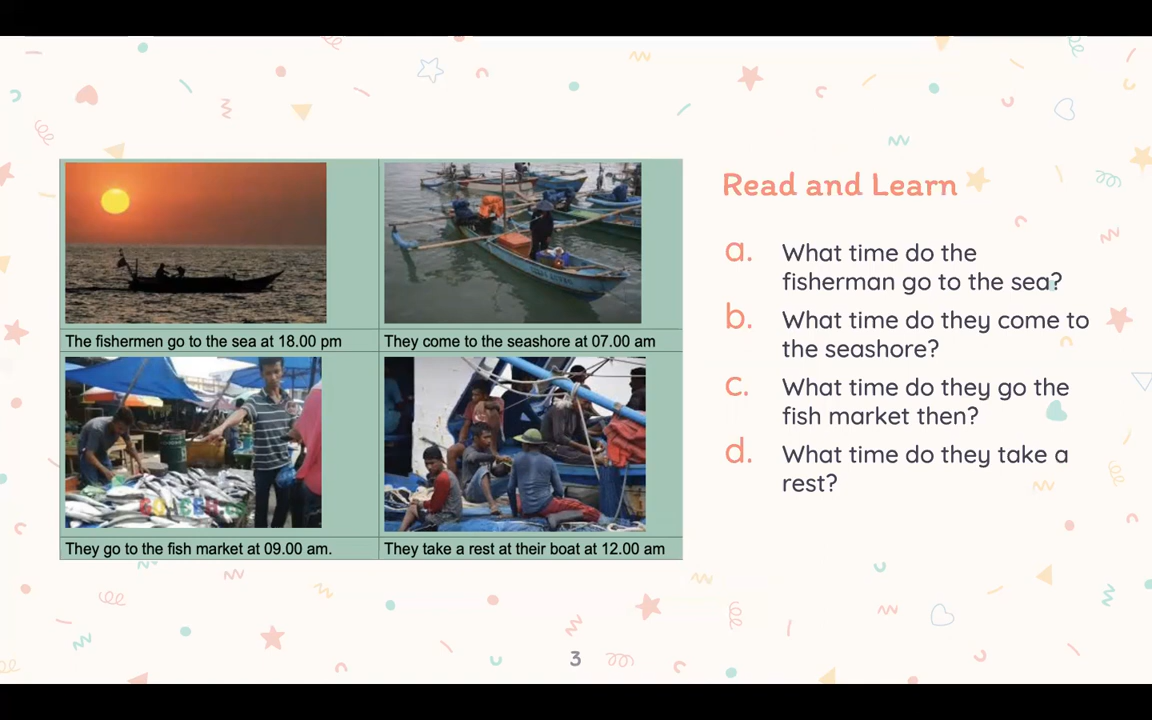 The fishermen go to the sea at 18.00 pm
They come to the seashore at 07.00 am
They go to the fish market at 09.00 am.
They take a rest at their boat at 12.00 am
Read and Learn
a. What time do the
fisherman go to the sea?
b. What time do they come to
the seashore?
c. What time do they go the
fish market then?
d. What time do they take a
rest?
3